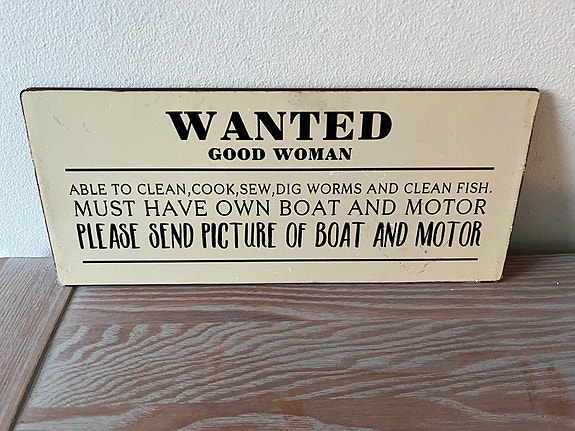 WANTED
GOOD WOMAN
ABLE TO CLEAN,COOK,SEW,DIG WORMS AND CLEAN FISH.
MUST HAVE OWN BOAT AND MOTOR
PLEASE SEND PICTURE OF BOAT AND MOTOR